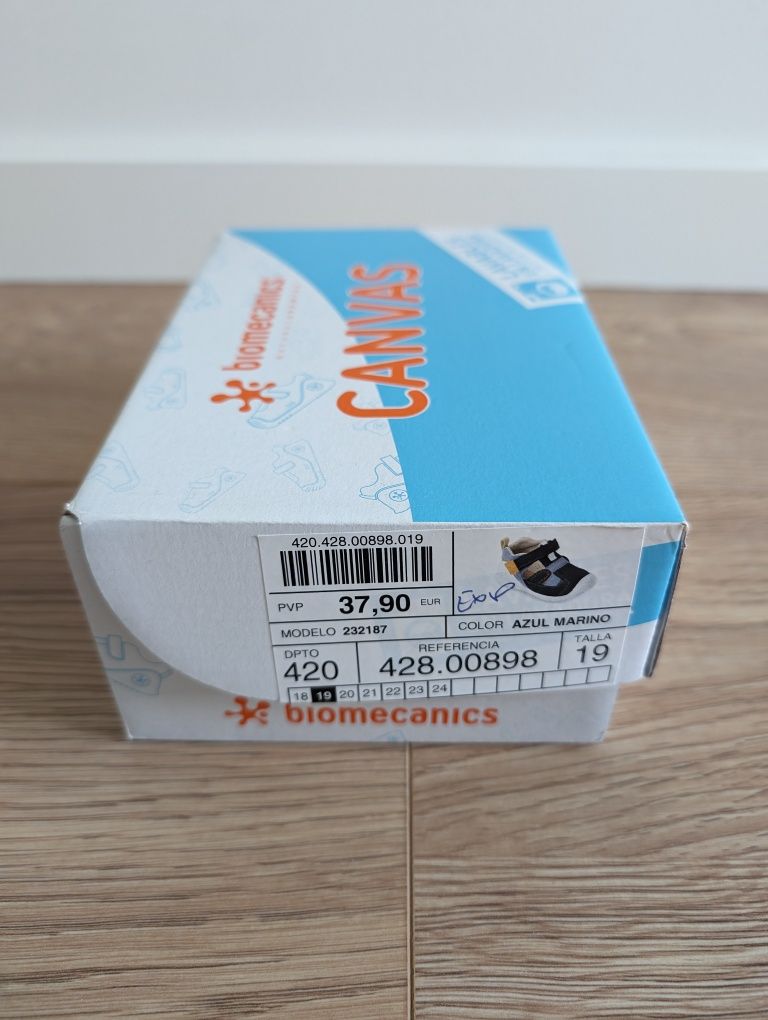 biomecanics
CANVAS
420.428.00898.019
PVP 37,90 EUR
MODELO 232187
COLOR AZUL MARINO
DPTO
420
REFERENCIA
428.00898
TALLA
19
18 19 20 21 22 23 24
biomecanics